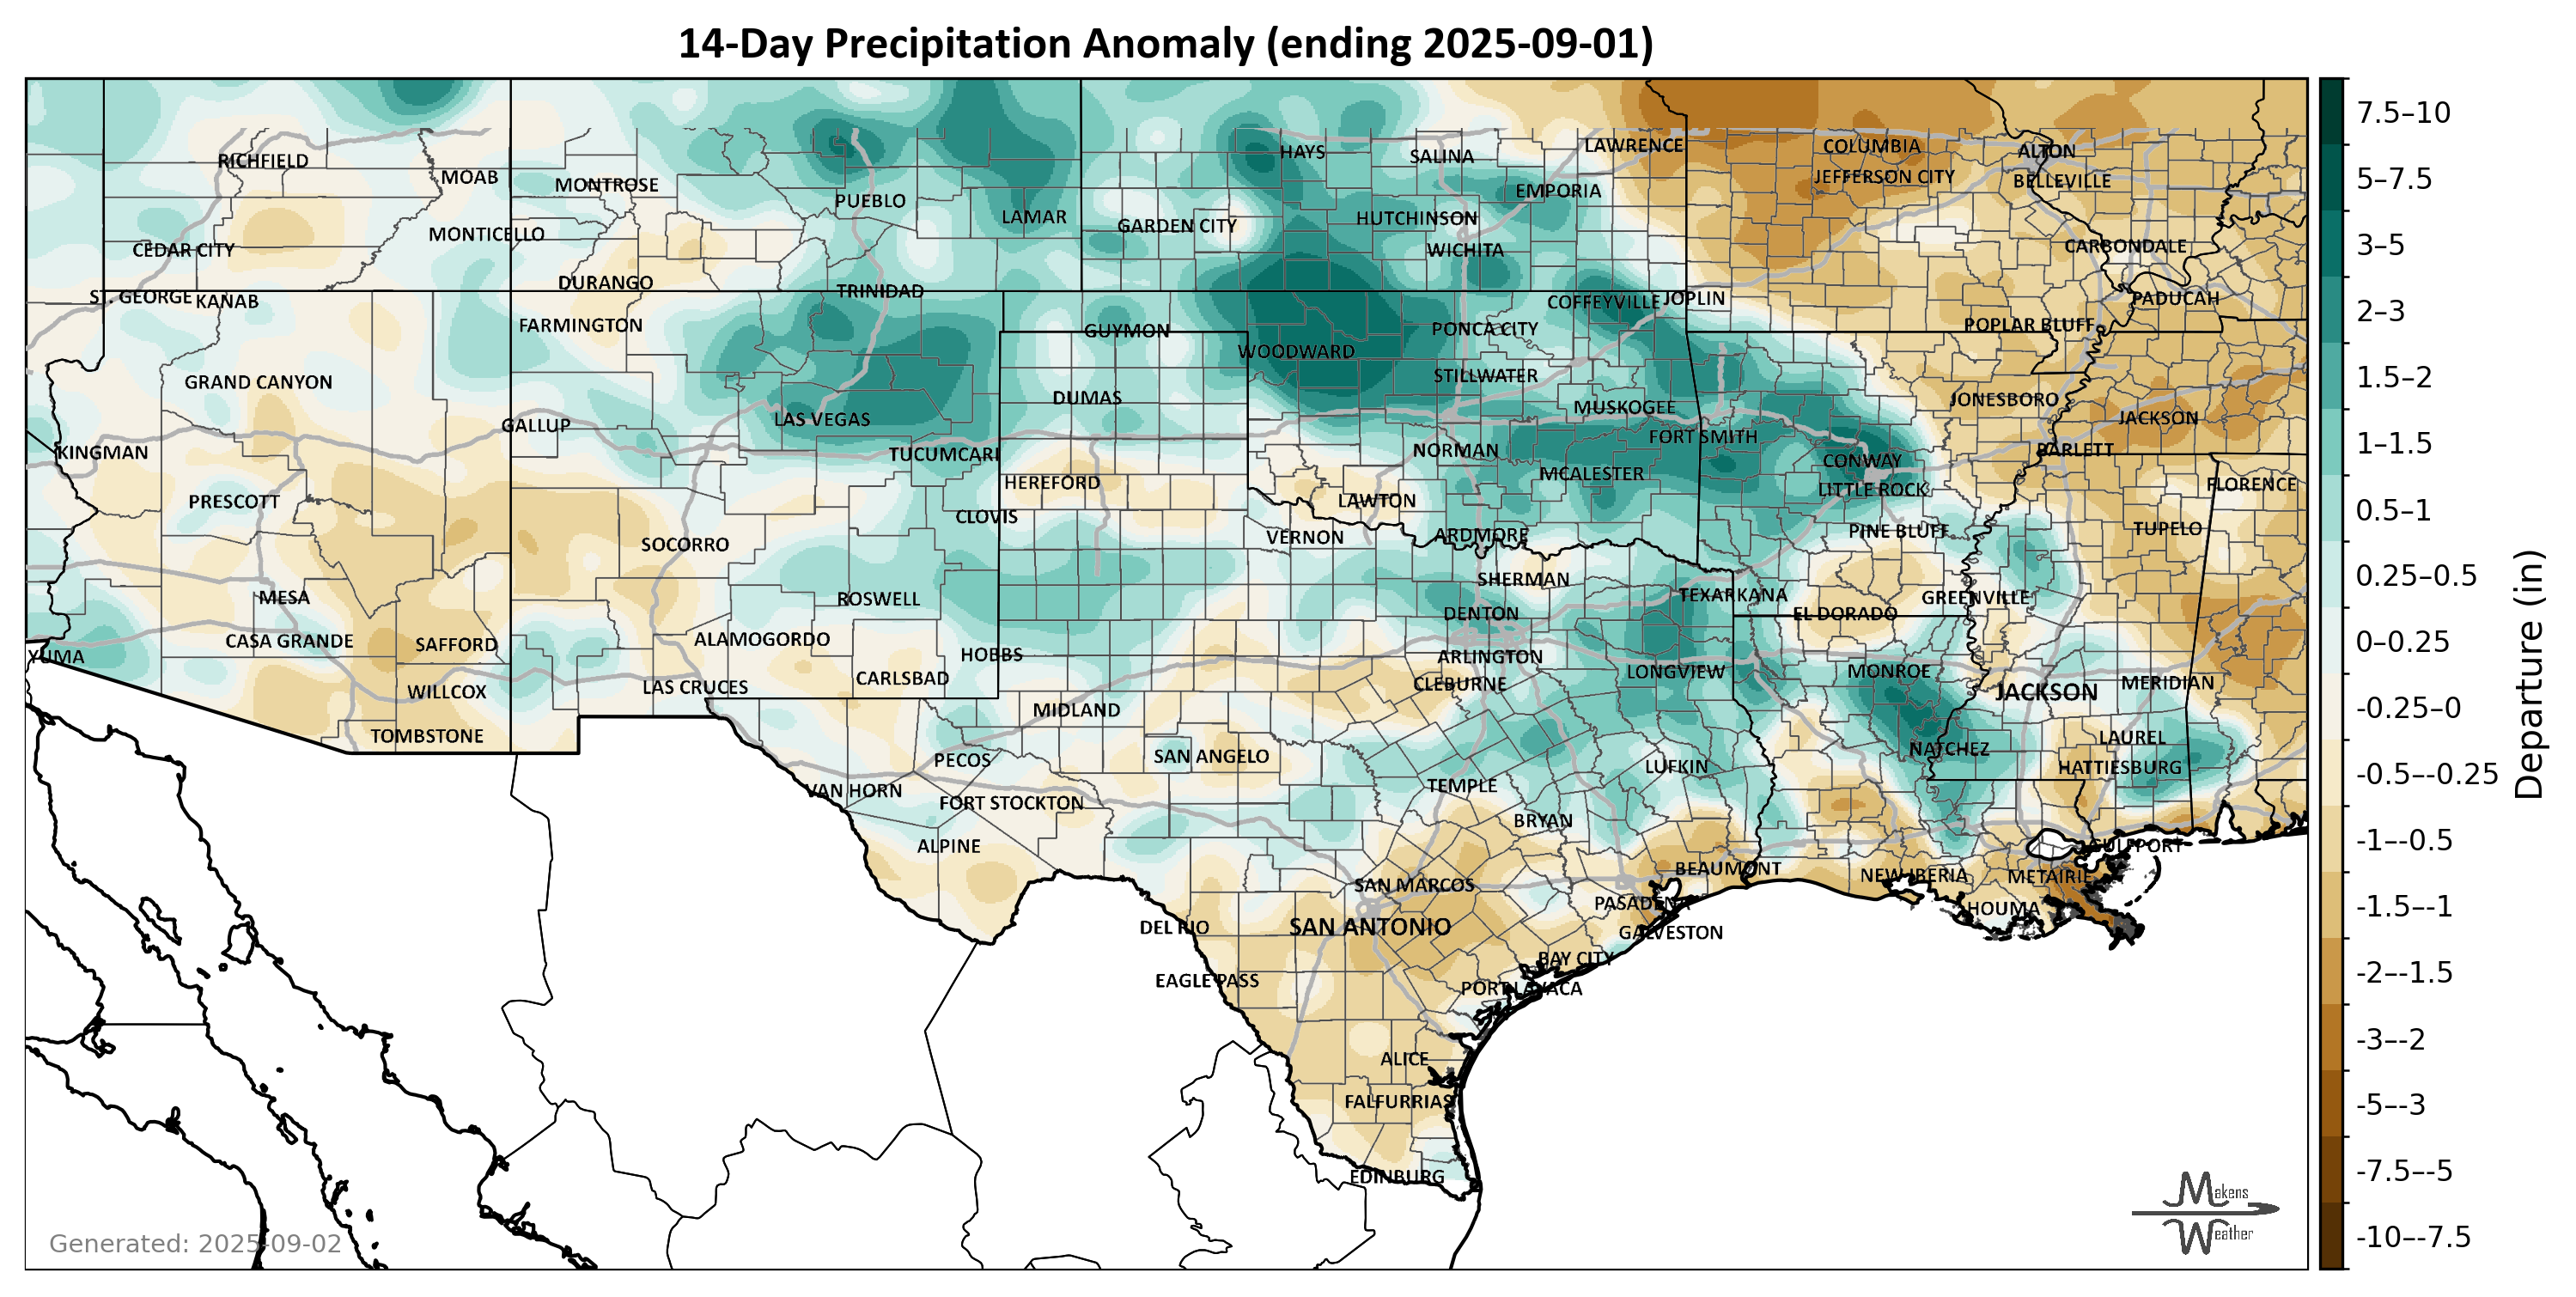 14-Day Precipitation Anomaly (ending 2025-09-01)
RICHFIELD
MOAB
MONTROSE
PUEBLO
LAMAR
HAYS
SALINA
LAWRENCE
COLUMBIA
ALTON
JEFFERSON CITY
BELLEVILLE
EMPORIA
GARDEN CITY
HUTCHINSON
MONTICELLO
CEDAR CITY
WICHITA
CARBONDALE
DURANGO
TRINIDAD
ST. GEORGE
KANAB
COFFEYVILLE
JOPLIN
PADUCAH
FARMINGTON
GUYMON
PONCA CITY
POPLAR BLUFF
WOODWARD
GRAND CANYON
STILLWATER
DUMAS
MUSKOGEE
JONESBORO
JACKSON
LAS VEGAS
GALLUP
FORT SMITH
KINGMAN
TUCUMCARI
NORMAN
BARLETT
CONWAY
MCALESTER
HEREFORD
LITTLE ROCK
FLORENCE
PRESCOTT
LAWTON
CLOVIS
PINE BLUFF
TUPELO
SOCORRO
VERNON
ARDMORE
SHERMAN
MESA
ROSWELL
TEXARKANA
GREENVILLE
DENTON
EL DORADO
CASA GRANDE
SAFFORD
ALAMOGORDO
YUMA
HOBBS
ARLINGTON
LONGVIEW
MONROE
CARLSBAD
CLEBURNE
MERIDIAN
WILLCOX
LAS CRUCES
JACKSON
MIDLAND
TOMBSTONE
LAUREL
NATCHEZ
PECOS
SAN ANGELO
LUFKIN
HATTIESBURG
VAN HORN
TEMPLE
FORT STOCKTON
BRYAN
ALPINE
GULFPORT
BEAUMONT
SAN MARCOS
NEW IBERIA
METAIRIE
PASADENA
HOUMA
DEL RIO
SAN ANTONIO
GALVESTON
BAY CITY
EAGLE PASS
PORT LAVACA
ALICE
FALFURRIAS
EDINBURG
Generated: 2025-09-02
Makens
Weather
7.5–10
5–7.5
3–5
2–3
1.5–2
1–1.5
0.5–1
0.25–0.5
0–0.25
-0.25–0
-0.5–-0.25
-1–-0.5
-1.5–-1
-2–-1.5
-3–-2
-5–-3
-7.5–-5
-10–-7.5
Departure (in)